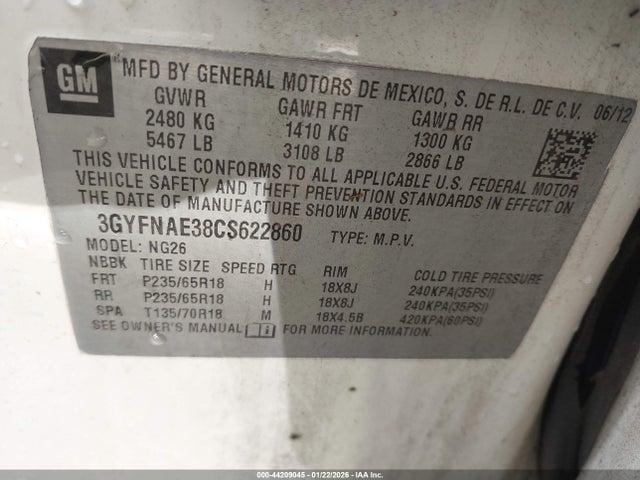 GM
MFD BY GENERAL MOTORS DE MEXICO, S. DE R.L. DE C.V. 06/12
GVWR GAWR FRT GAWR RR
2480 KG 1410 KG 1300 KG
5467 LB 3108 LB 2866 LB
THIS VEHICLE CONFORMS TO ALL APPLICABLE U.S. FEDERAL MOTOR
VEHICLE SAFETY AND THEFT PREVENTION STANDARDS IN EFFECT ON
THE DATE OF MANUFACTURE SHOWN ABOVE.
3GYFNAE38CS622860 TYPE: M.P.V.
MODEL: NG26
NBBK TIRE SIZE SPEED RTG RIM COLD TIRE PRESSURE
FRT P235/65R18 H 18X8J 240KPA(35PSI)
RR P235/65R18 H 18X8J 240KPA(35PSI)
SPA T135/70R18 M 18X4.5B 420KPA(60PSI)
SEE OWNER'S MANUAL FOR MORE INFORMATION.
000-44209045 - 01/22/2026 - IAA Inc.